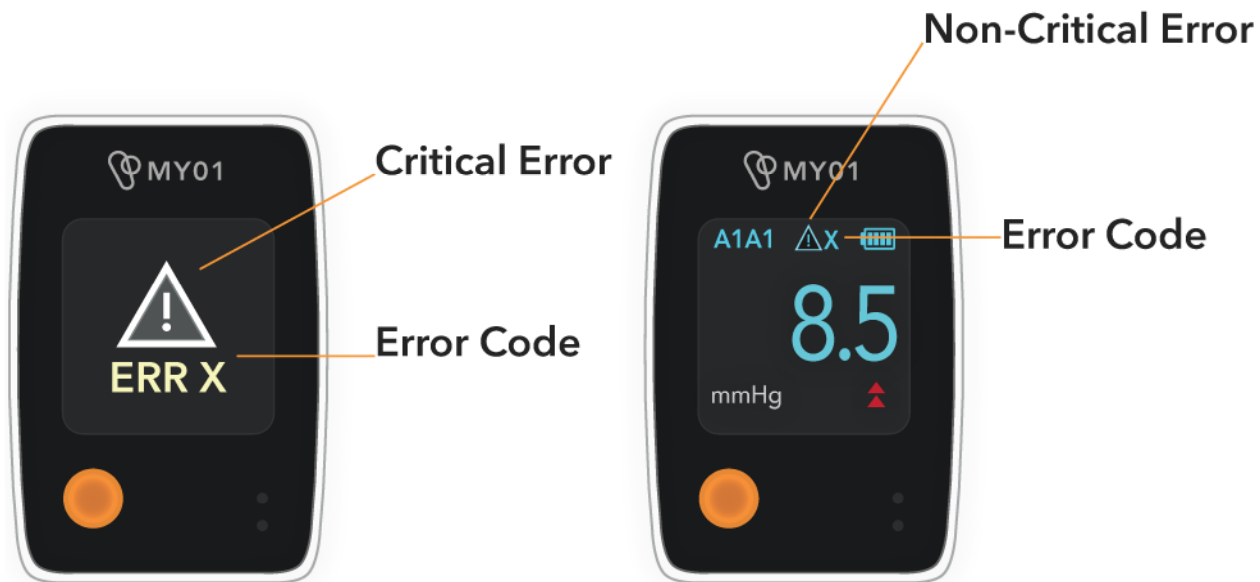 Non-Critical Error
Critical Error
Error Code
MY01
ERR X
MY01
A1A1 X
8.5
mmHg
Error Code